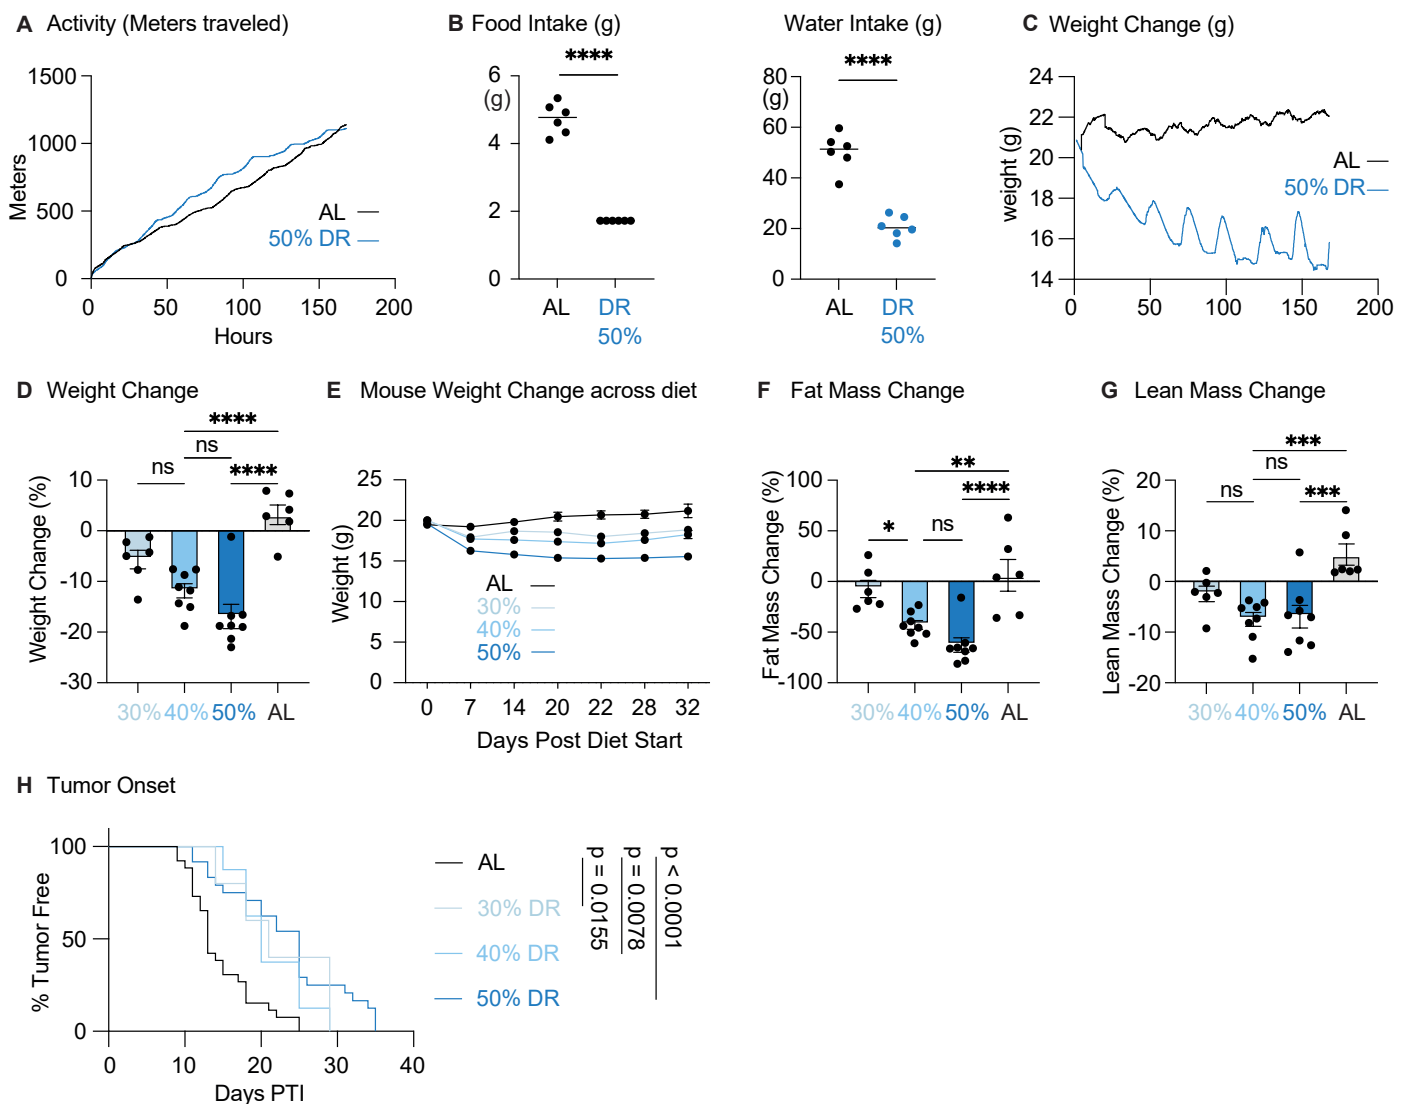 A Activity (Meters traveled)
1500
1000
500
0
Meters
0 50 100 150 200
Hours
AL
50% DR
B Food Intake (g)
****
6
(g)
4
2
0
AL DR
50%
Water Intake (g)
****
80
(g)
60
40
20
0
AL DR
50%
C Weight Change (g)
24
22
20
18
16
14
weight (g)
AL
50% DR
0 50 100 150 200
D Weight Change
****
ns
ns
****
10
0
-10
-20
-30
Weight Change (%)
30% 40% 50% AL
E Mouse Weight Change across diet
25
20
15
10
5
0
Weight (g)
AL
30%
40%
50%
0 7 14 20 22 28 32
Days Post Diet Start
F Fat Mass Change
**
****
*
ns
100
50
0
-50
-100
Fat Mass Change (%)
30% 40% 50% AL
G Lean Mass Change
***
ns
ns
***
20
10
0
-10
-20
Lean Mass Change (%)
30% 40% 50% AL
H Tumor Onset
100
50
0
% Tumor Free
0 10 20 30 40
Days PTI
AL
30% DR
40% DR
50% DR
p = 0.0155
p = 0.0078
p < 0.0001